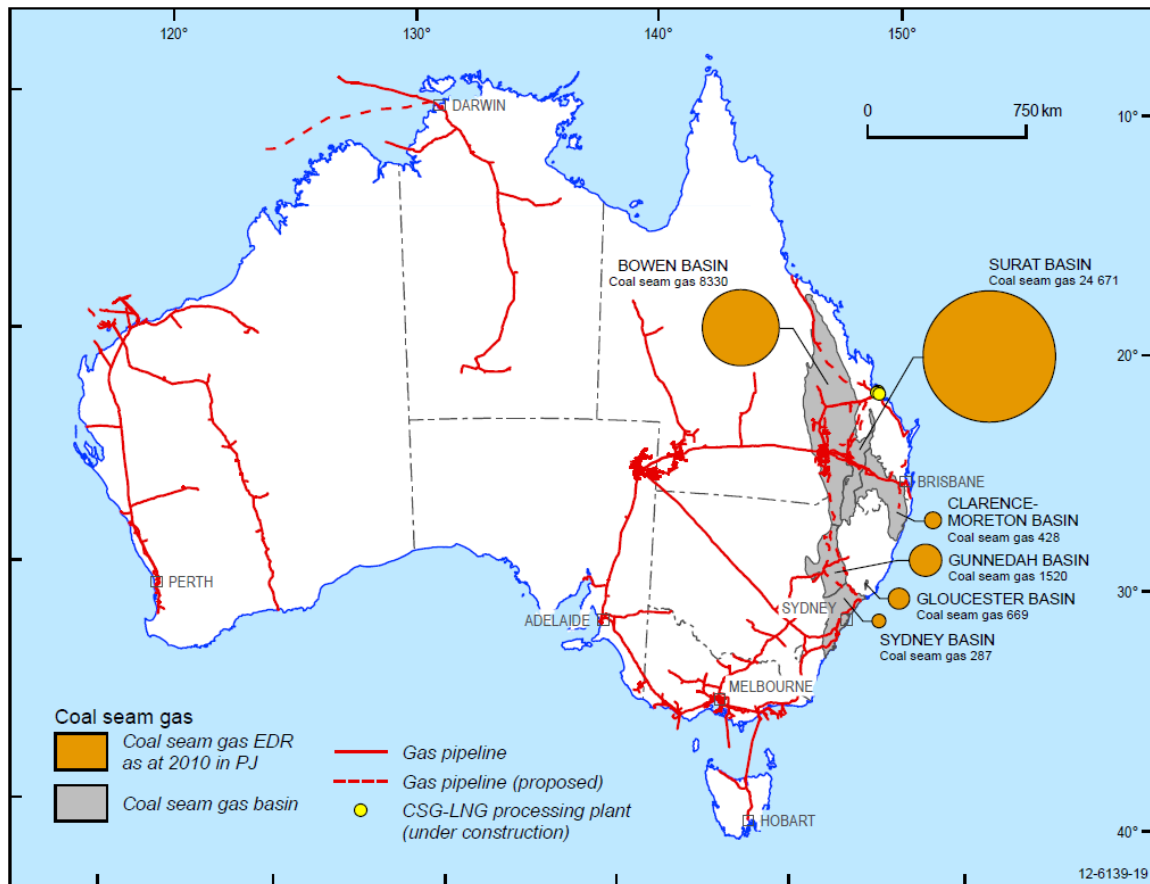 120°
130°
140°
150°
DARWIN
0
750 km
10°
BOWEN BASIN
Coal seam gas 8330
SURAT BASIN
Coal seam gas 24 671
20°
BRISBANE
CLARENCE-
MORETON BASIN
Coal seam gas 428
GUNNEDAH BASIN
Coal seam gas 1520
PERTH
30°
GLOUCESTER BASIN
Coal seam gas 669
SYDNEY
ADELAIDE
SYDNEY BASIN
Coal seam gas 287
MELBOURNE
Coal seam gas
Coal seam gas EDR
as at 2010 in PJ
Coal seam gas basin
Gas pipeline
Gas pipeline (proposed)
CSG-LNG processing plant
(under construction)
HOBART
40°
12-6139-19